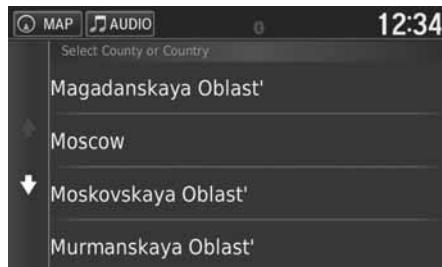 MAP
AUDIO
12:34
Select County or Country
Magadanskaya Oblast'
Moscow
Moskovskaya Oblast'
Murmanskaya Oblast'